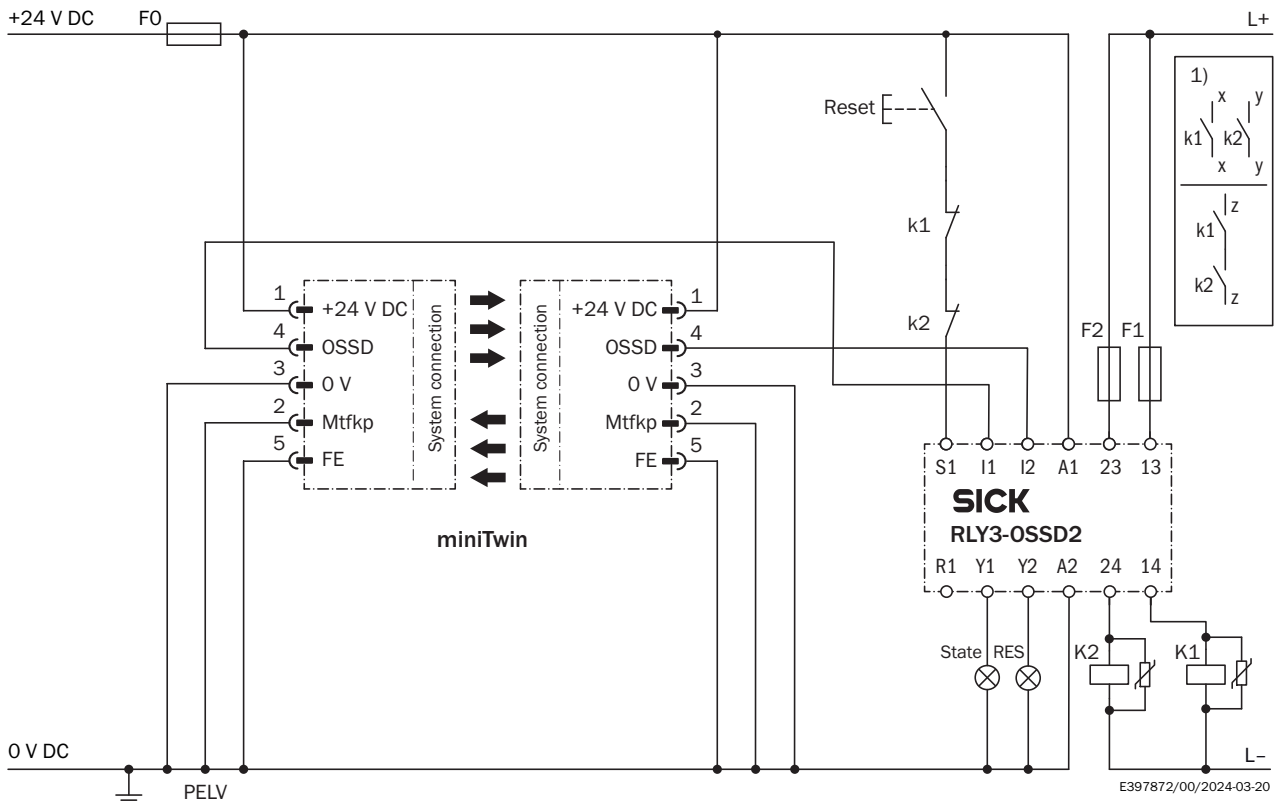 +24 V DC
F0
L+
1)
x
y
k1
k2
x
y
z
k1
k2
z
Reset
k1
k2
F2
F1
1
4
3
2
5
+24 V DC
OSSD
0 V
Mtfkp
FE
System connection
System connection
+24 V DC
OSSD
0 V
Mtfkp
FE
1
4
3
2
5
miniTwin
S1
I1
I2
A1
23
13
SICK
RLY3-OSSD2
R1
Y1
Y2
A2
24
14
State
RES
K2
K1
0 V DC
PELV
L–
E397872/00/2024-03-20